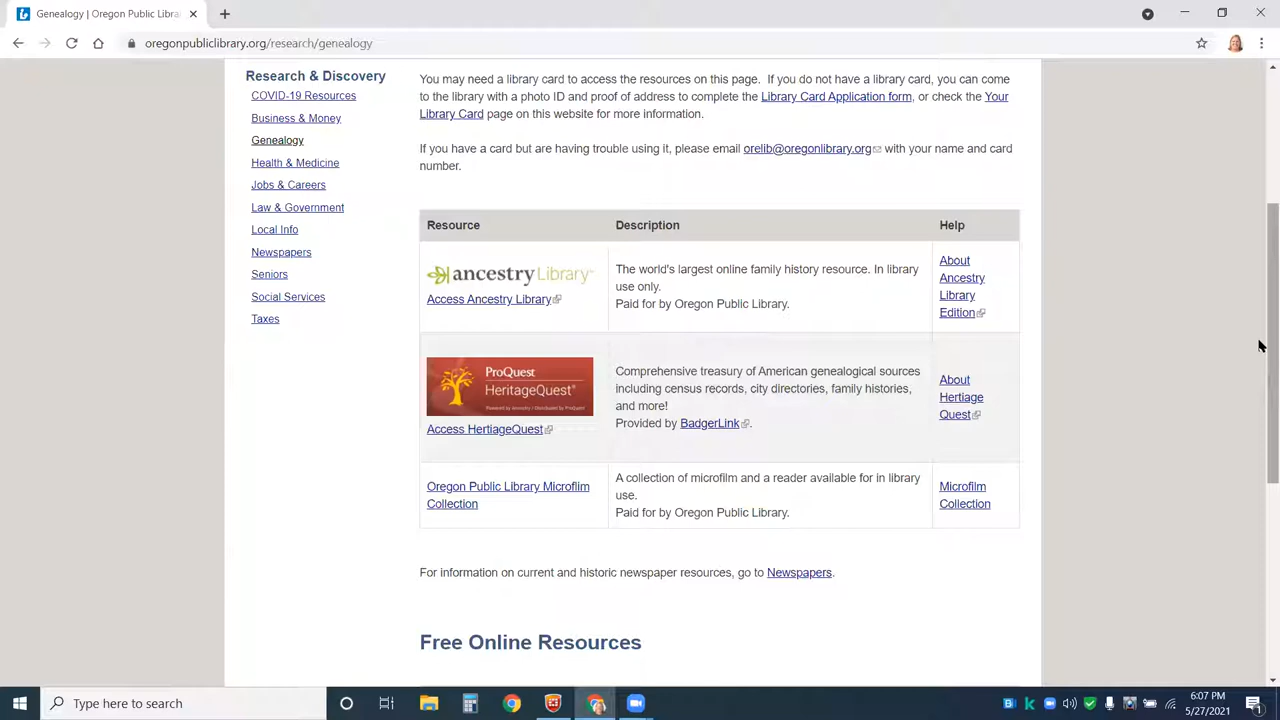 Genealogy | Oregon Public Libra
oregonpubliclibrary.org/research/genealogy
Research & Discovery
COVID-19 Resources
Business & Money
Genealogy
Health & Medicine
Jobs & Careers
Law & Government
Local Info
Newspapers
Seniors
Social Services
Taxes
You may need a library card to access the resources on this page. If you do not have a library card, you can come
to the library with a photo ID and proof of address to complete the Library Card Application form, or check the Your
Library Card page on this website for more information.
If you have a card but are having trouble using it, please email orelib@oregonlibrary.org with your name and card
number.
Resource Description Help
ancestryLibrary
Access Ancestry Library
The world's largest online family history resource. In library
use only.
Paid for by Oregon Public Library.
About
Ancestry
Library
Edition
ProQuest
HeritageQuest
Powered by Ancestry | Distributed by ProQuest
Access HertiageQuest
Comprehensive treasury of American genealogical sources
including census records, city directories, family histories,
and more!
Provided by BadgerLink.
About
Hertiage
Quest
Oregon Public Library Microflim
Collection
A collection of microfilm and a reader available for in library
use.
Paid for by Oregon Public Library.
Microfilm
Collection
For information on current and historic newspaper resources, go to Newspapers.
Free Online Resources
Type here to search
6:07 PM
5/27/2021